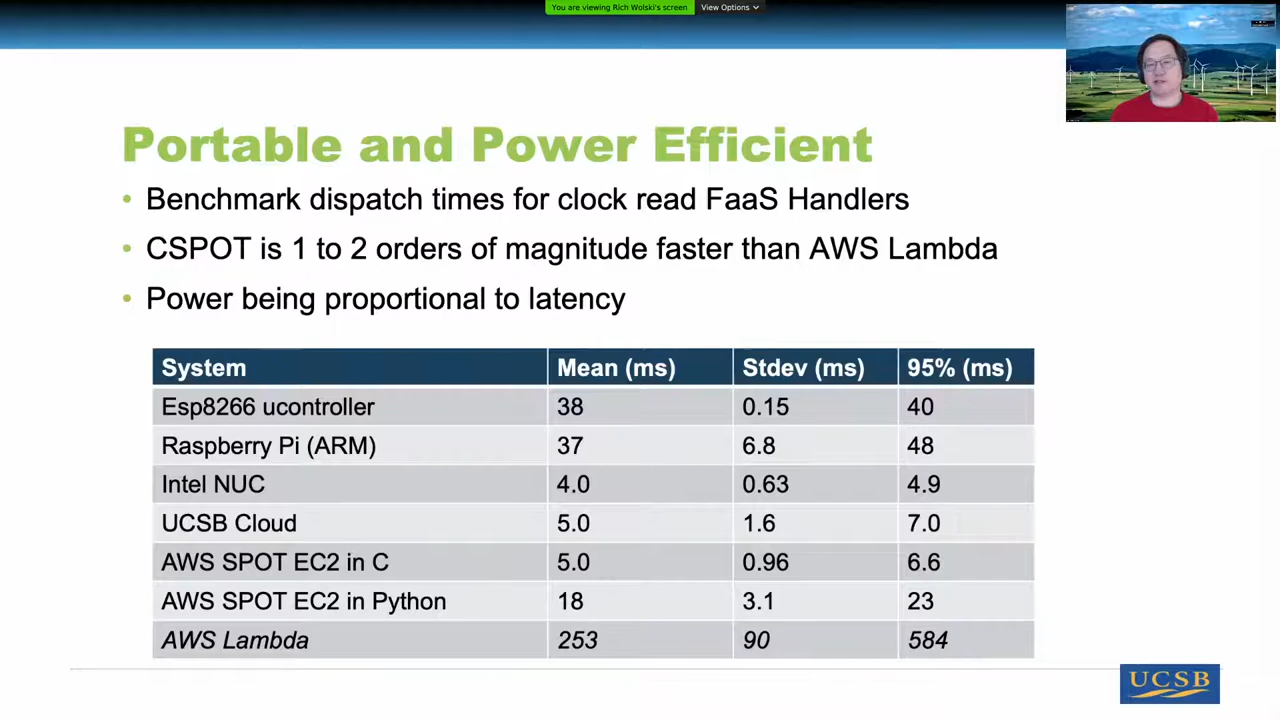 You are viewing Rich Wolski's screen View Options
Portable and Power Efficient
• Benchmark dispatch times for clock read FaaS Handlers
• CSPOT is 1 to 2 orders of magnitude faster than AWS Lambda
• Power being proportional to latency
System Mean (ms) Stdev (ms) 95% (ms)
Esp8266 ucontroller 38 0.15 40
Raspberry Pi (ARM) 37 6.8 48
Intel NUC 4.0 0.63 4.9
UCSB Cloud 5.0 1.6 7.0
AWS SPOT EC2 in C 5.0 0.96 6.6
AWS SPOT EC2 in Python 18 3.1 23
AWS Lambda 253 90 584
UCSB